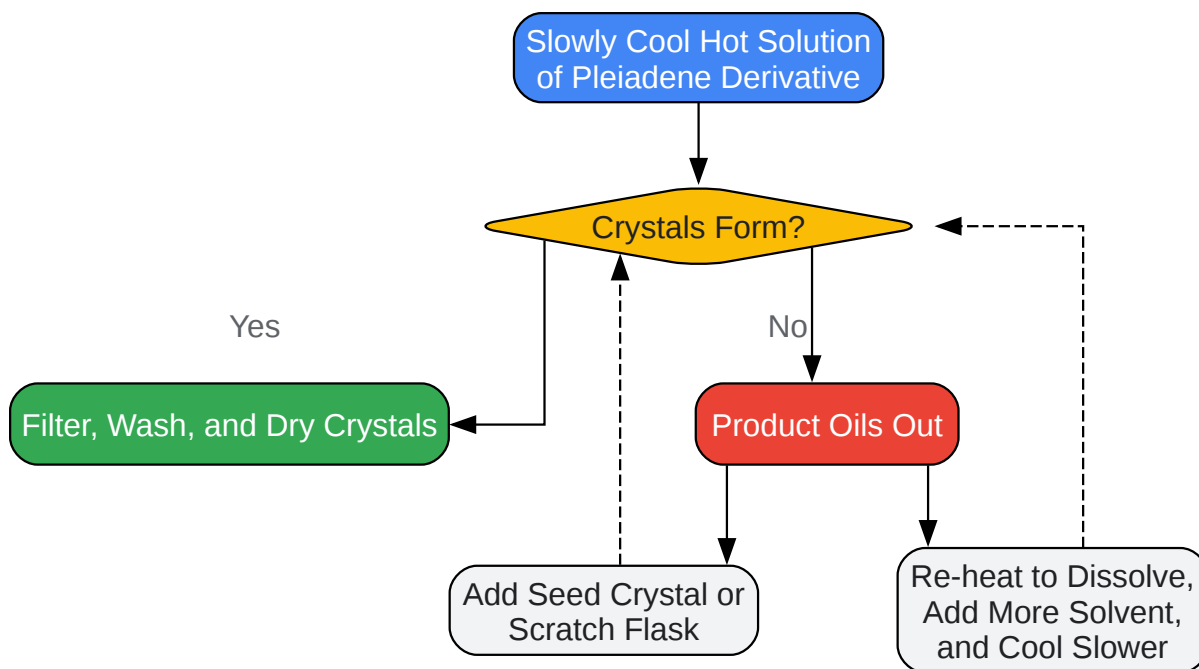 Slowly Cool Hot Solution
of Pleiadene Derivative
Crystals Form?
Yes
No
Filter, Wash, and Dry Crystals
Product Oils Out
Add Seed Crystal or
Scratch Flask
Re-heat to Dissolve,
Add More Solvent,
and Cool Slower